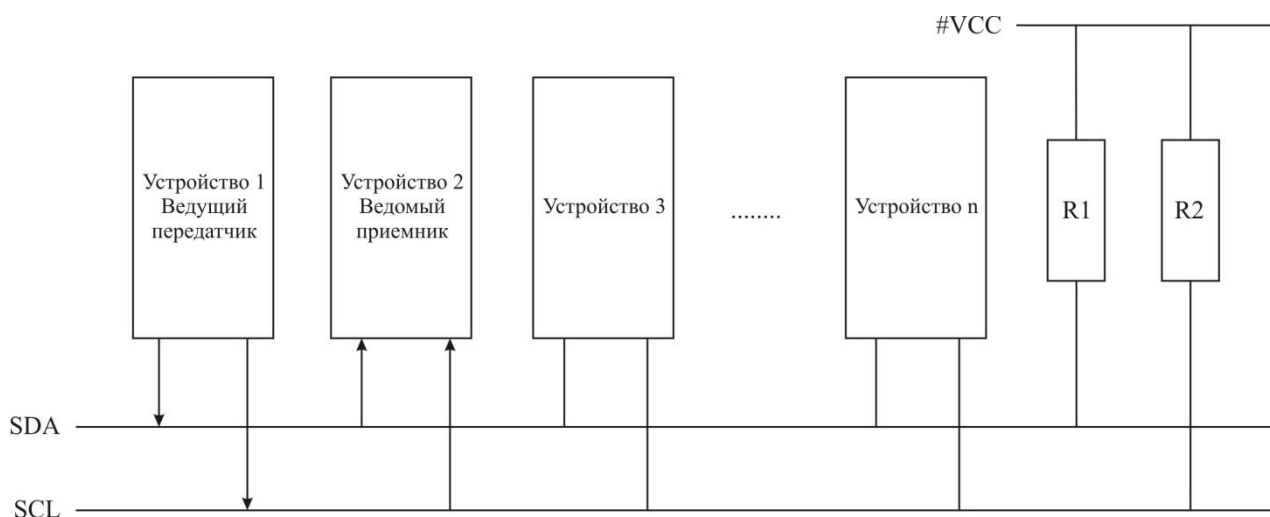 #VCC
Устройство 1
Ведущий
передатчик
Устройство 2
Ведомый
приемник
Устройство 3
........
Устройство n
R1
R2
SDA
SCL